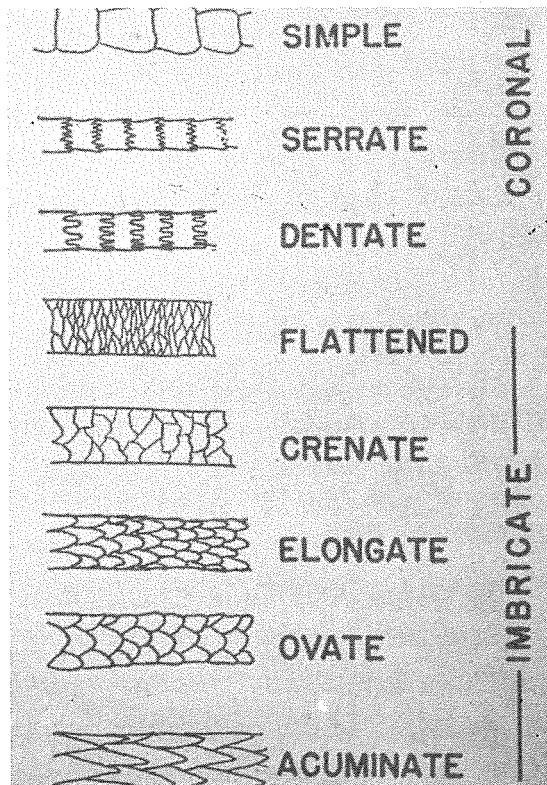 SIMPLE
SERRATE
DENTATE
CORONAL
FLATTENED
CRENATE
ELONGATE
OVATE
ACUMINATE
IMBRICATE